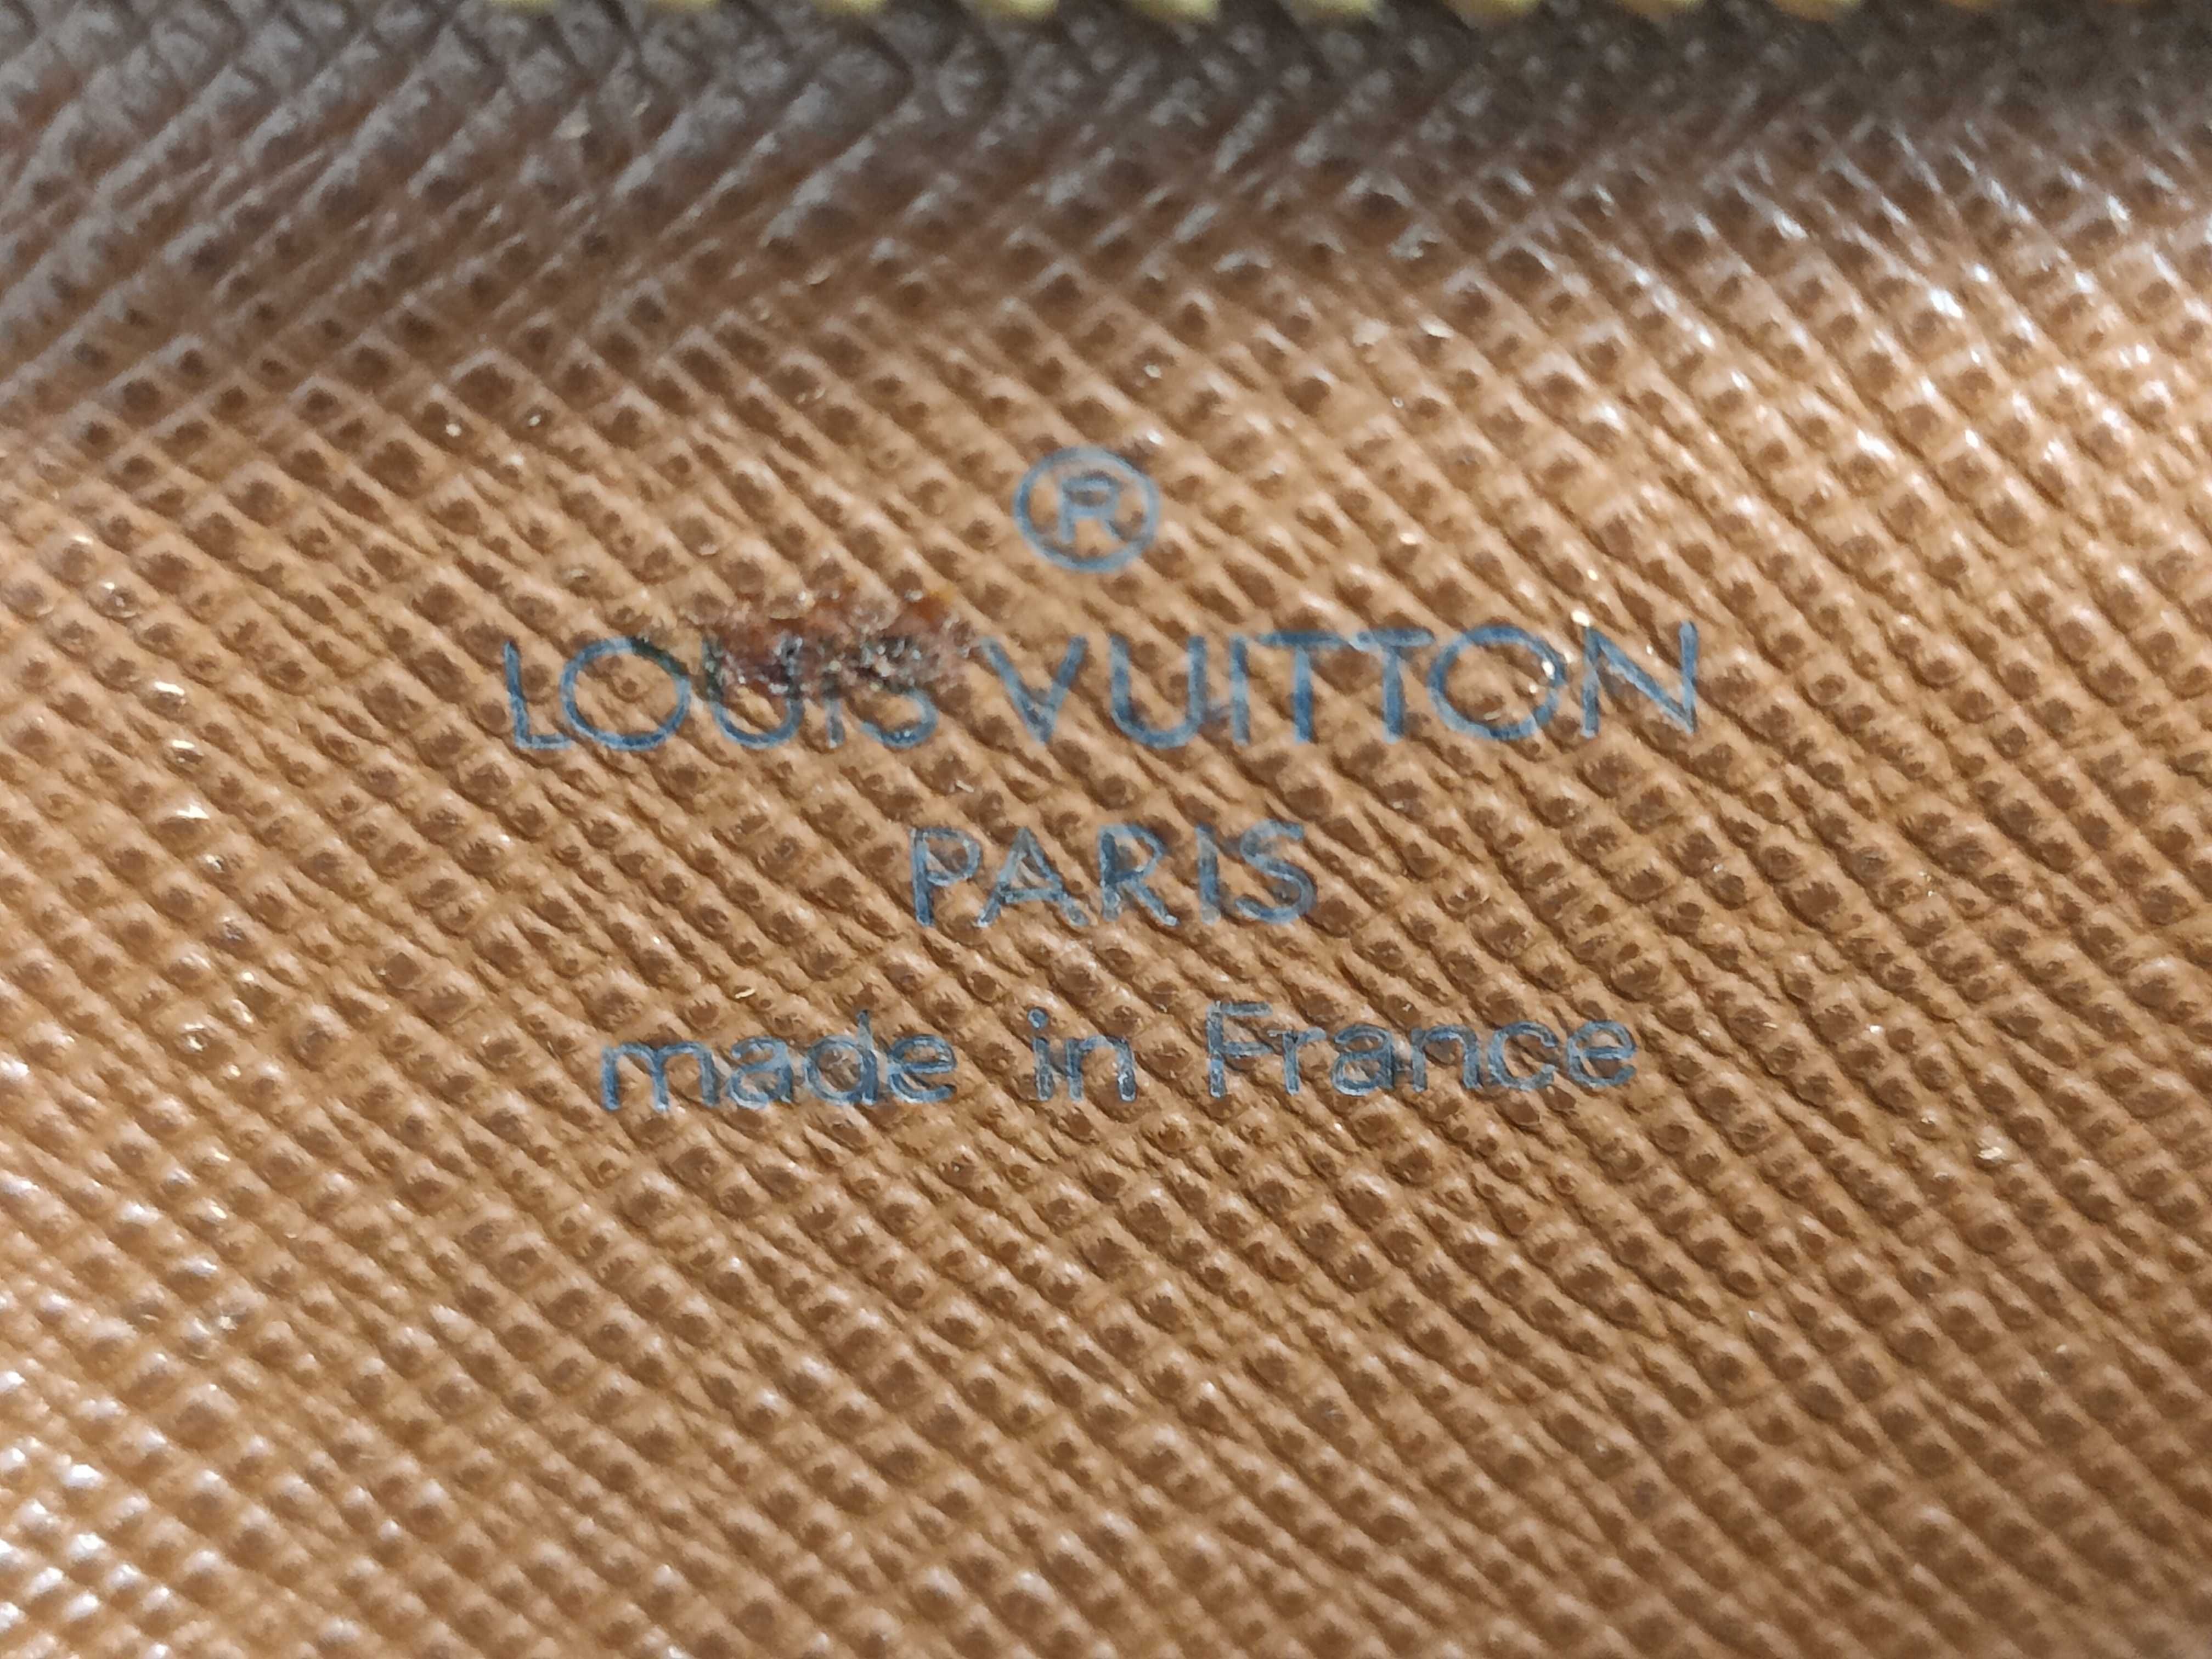 ®
LOUIS VUITTON
PARIS
made in France